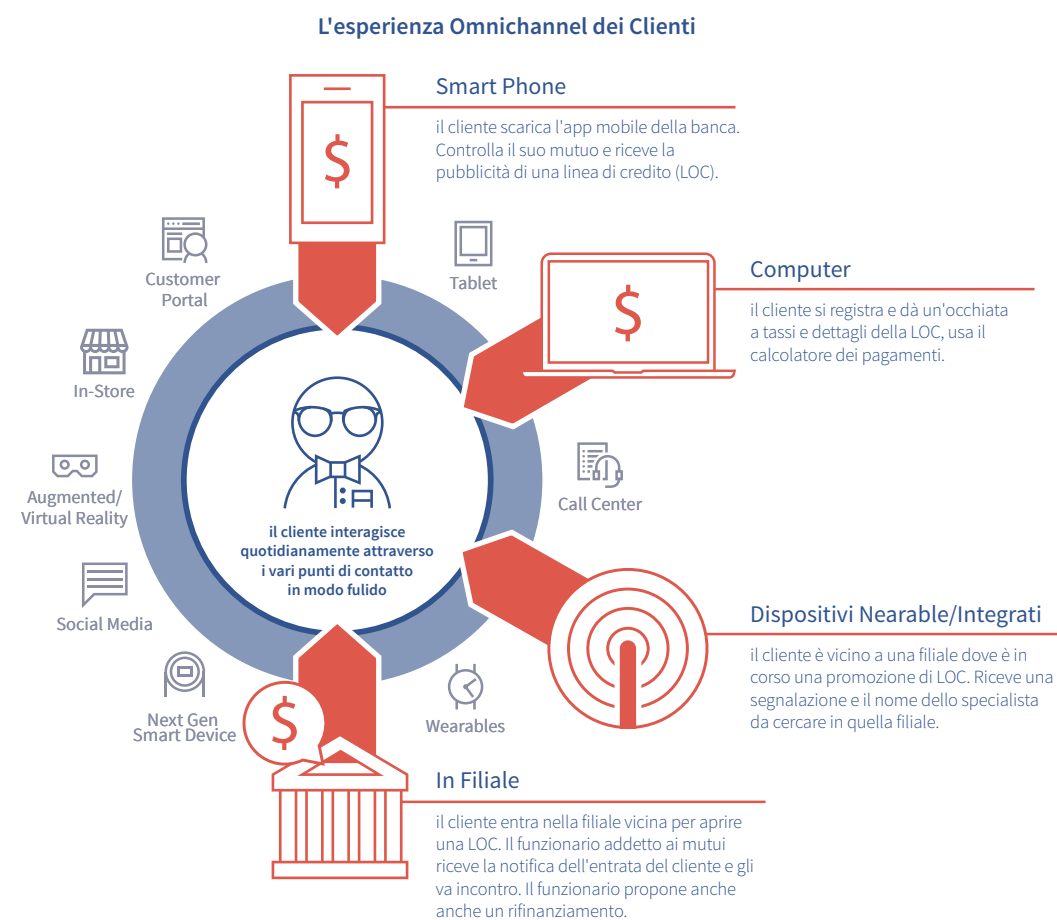 L'esperienza Omnichannel dei Clienti
Smart Phone
il cliente scarica l'app mobile della banca.
Controlla il suo mutuo e riceve la
pubblicità di una linea di credito (LOC).
$
Customer
Portal
Tablet
Computer
il cliente si registra e dà un'occhiata
a tassi e dettagli della LOC, usa il
calcolatore dei pagamenti.
$
In-Store
Augmented/
Virtual Reality
Call Center
il cliente interagisce
quotidianamente attraverso
i vari punti di contatto
in modo fulido
Social Media
Dispositivi Nearable/Integrati
il cliente è vicino a una filiale dove è in
corso una promozione di LOC. Riceve una
segnalazione e il nome dello specialista
da cercare in quella filiale.
Next Gen
Smart Device
$
Wearables
In Filiale
il cliente entra nella filiale vicina per aprire
una LOC. Il funzionario addetto ai mutui
riceve la notifica dell'entrata del cliente e gli
va incontro. Il funzionario propone anche
anche un rifinanziamento.